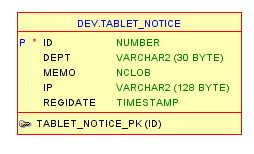 DEV.TABLET_NOTICE
P * ID NUMBER
DEPT VARCHAR2 (30 BYTE)
MEMO NCLOB
IP VARCHAR2 (128 BYTE)
REGIDATE TIMESTAMP
TABLET_NOTICE_PK (ID)